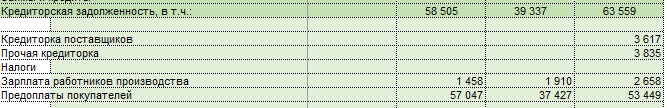 Кредиторская задолженность, в т.ч.: 58 505 39 337 63 559
Кредиторка поставщиков 3 617
Прочая кредиторка 3 835
Налоги
Зарплата работников производства 1 458 1 910 2 658
Предоплаты покупателей 57 047 37 427 53 449